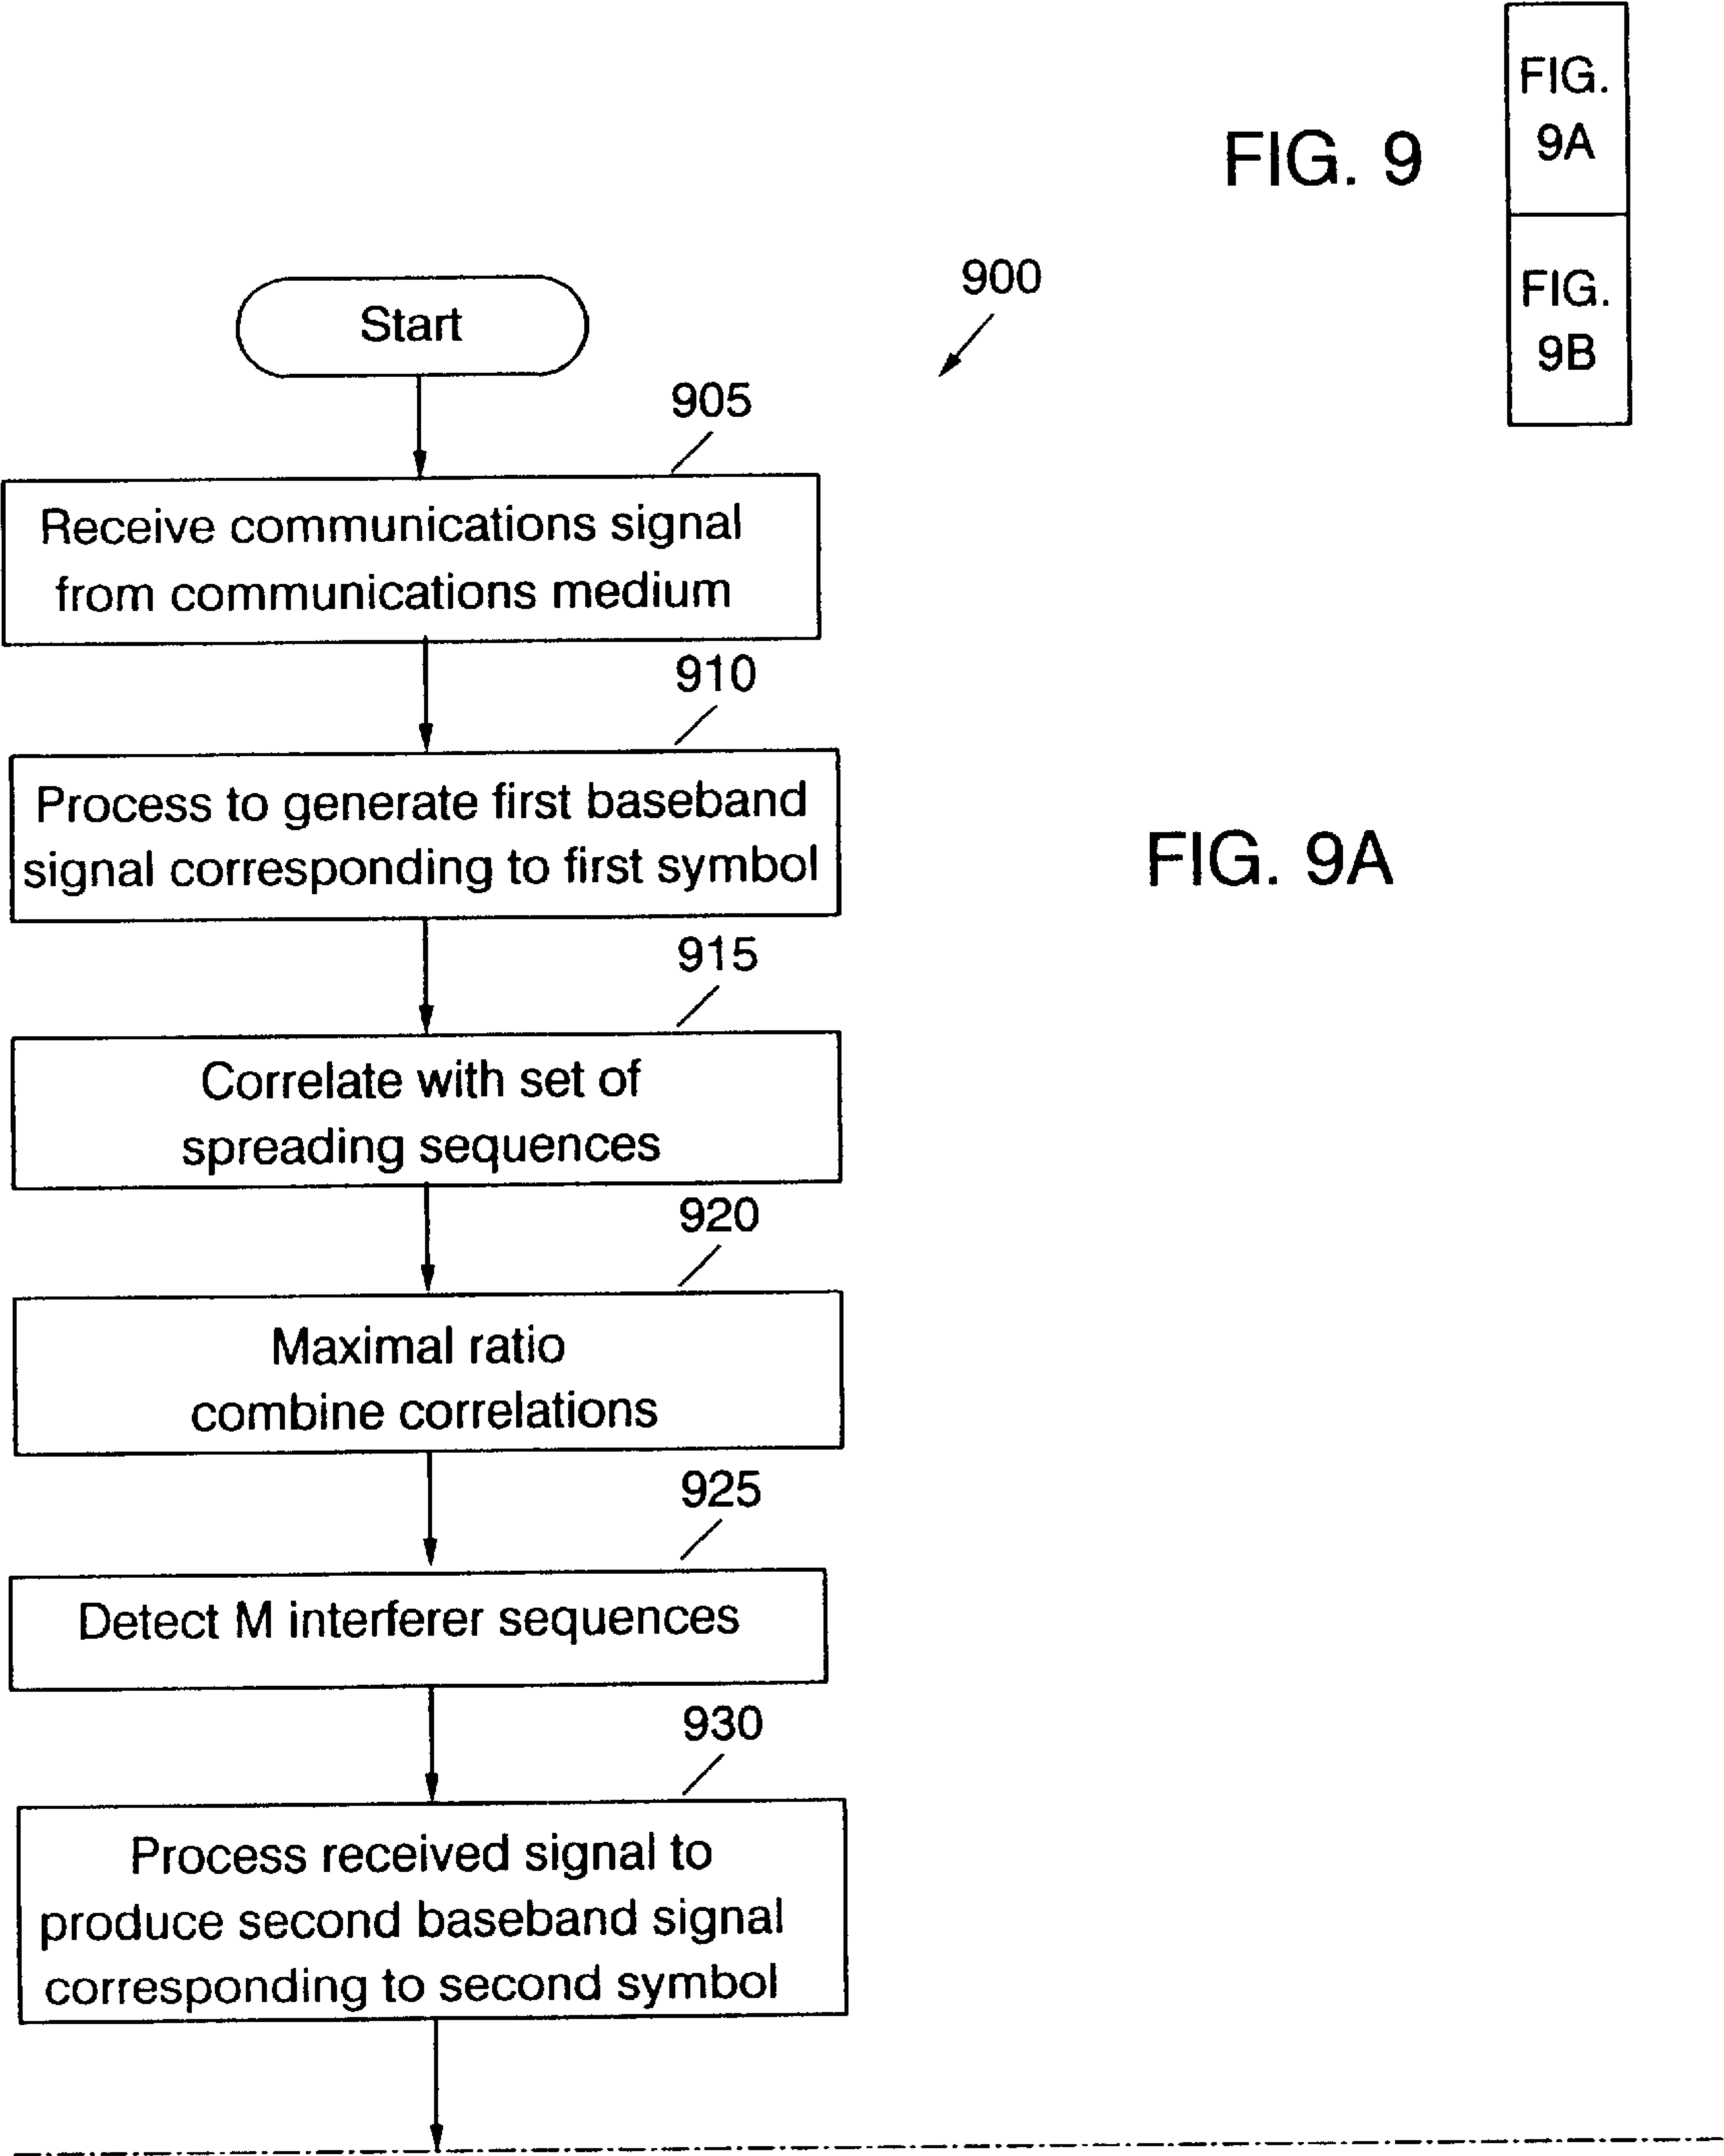 FIG. 9
FIG.
9A
FIG.
9B
900
Start
905
Receive communications signal
from communications medium
910
Process to generate first baseband
signal corresponding to first symbol
FIG. 9A
915
Correlate with set of
spreading sequences
920
Maximal ratio
combine correlations
925
Detect M interferer sequences
930
Process received signal to
produce second baseband signal
corresponding to second symbol